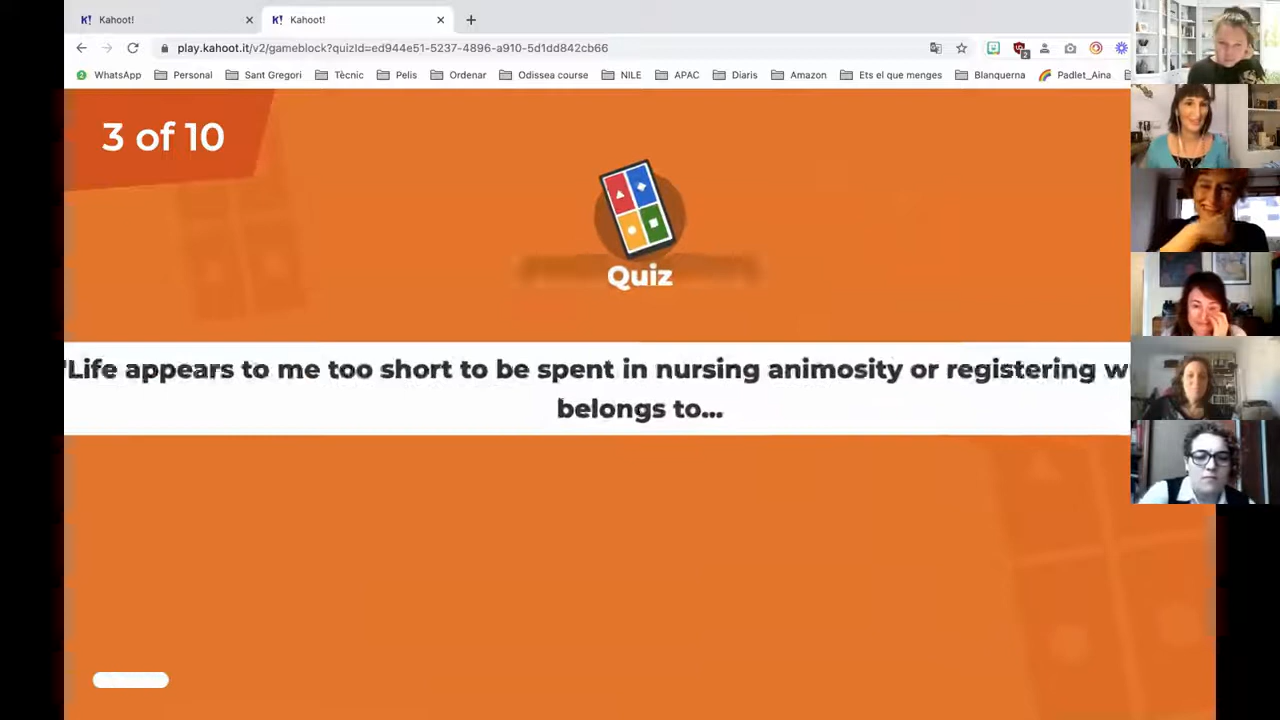 Kahoot!
Kahoot!
play.kahoot.it/v2/gameblock?quizId=ed944e51-5237-4896-a910-5d1dd842cb66
2
WhatsApp Personal Sant Gregori Tècnic Pelis Ordenar Odissea course NILE APAC Diaris Amazon Ets el que menges Blanquerna Padlet_Aina
3 of 10
Quiz
"Life appears to me too short to be spent in nursing animosity or registering w
belongs to...